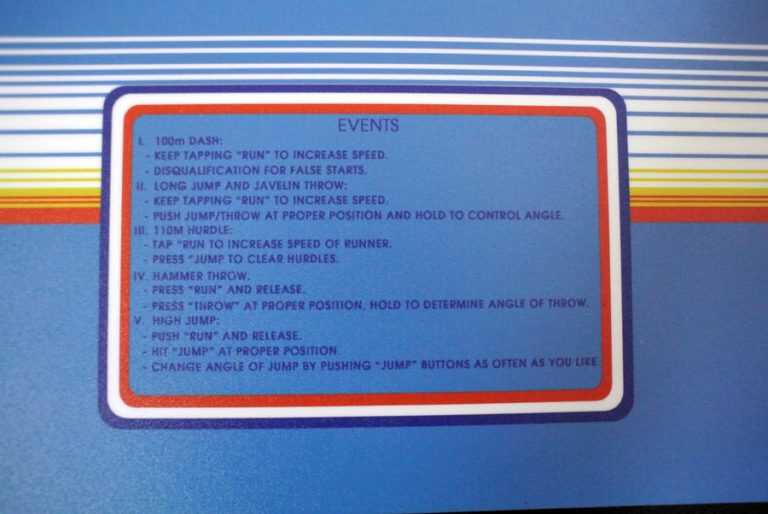 EVENTS
I. 100m DASH:
- KEEP TAPPING "RUN" TO INCREASE SPEED.
- DISQUALIFICATION FOR FALSE STARTS.
II. LONG JUMP AND JAVELIN THROW:
- KEEP TAPPING "RUN" TO INCREASE SPEED.
- PUSH JUMP/THROW AT PROPER POSITION AND HOLD TO CONTROL ANGLE.
III. 110M HURDLE:
- TAP "RUN TO INCREASE SPEED OF RUNNER.
- PRESS "JUMP TO CLEAR HURDLES.
IV. HAMMER THROW.
- PRESS "RUN" AND RELEASE.
- PRESS "THROW" AT PROPER POSITION, HOLD TO DETERMINE ANGLE OF THROW.
V. HIGH JUMP:
- PUSH "RUN" AND RELEASE.
- HIT "JUMP" AT PROPER POSITION.
- CHANGE ANGLE OF JUMP BY PUSHING "JUMP" BUTTONS AS OFTEN AS YOU LIKE.